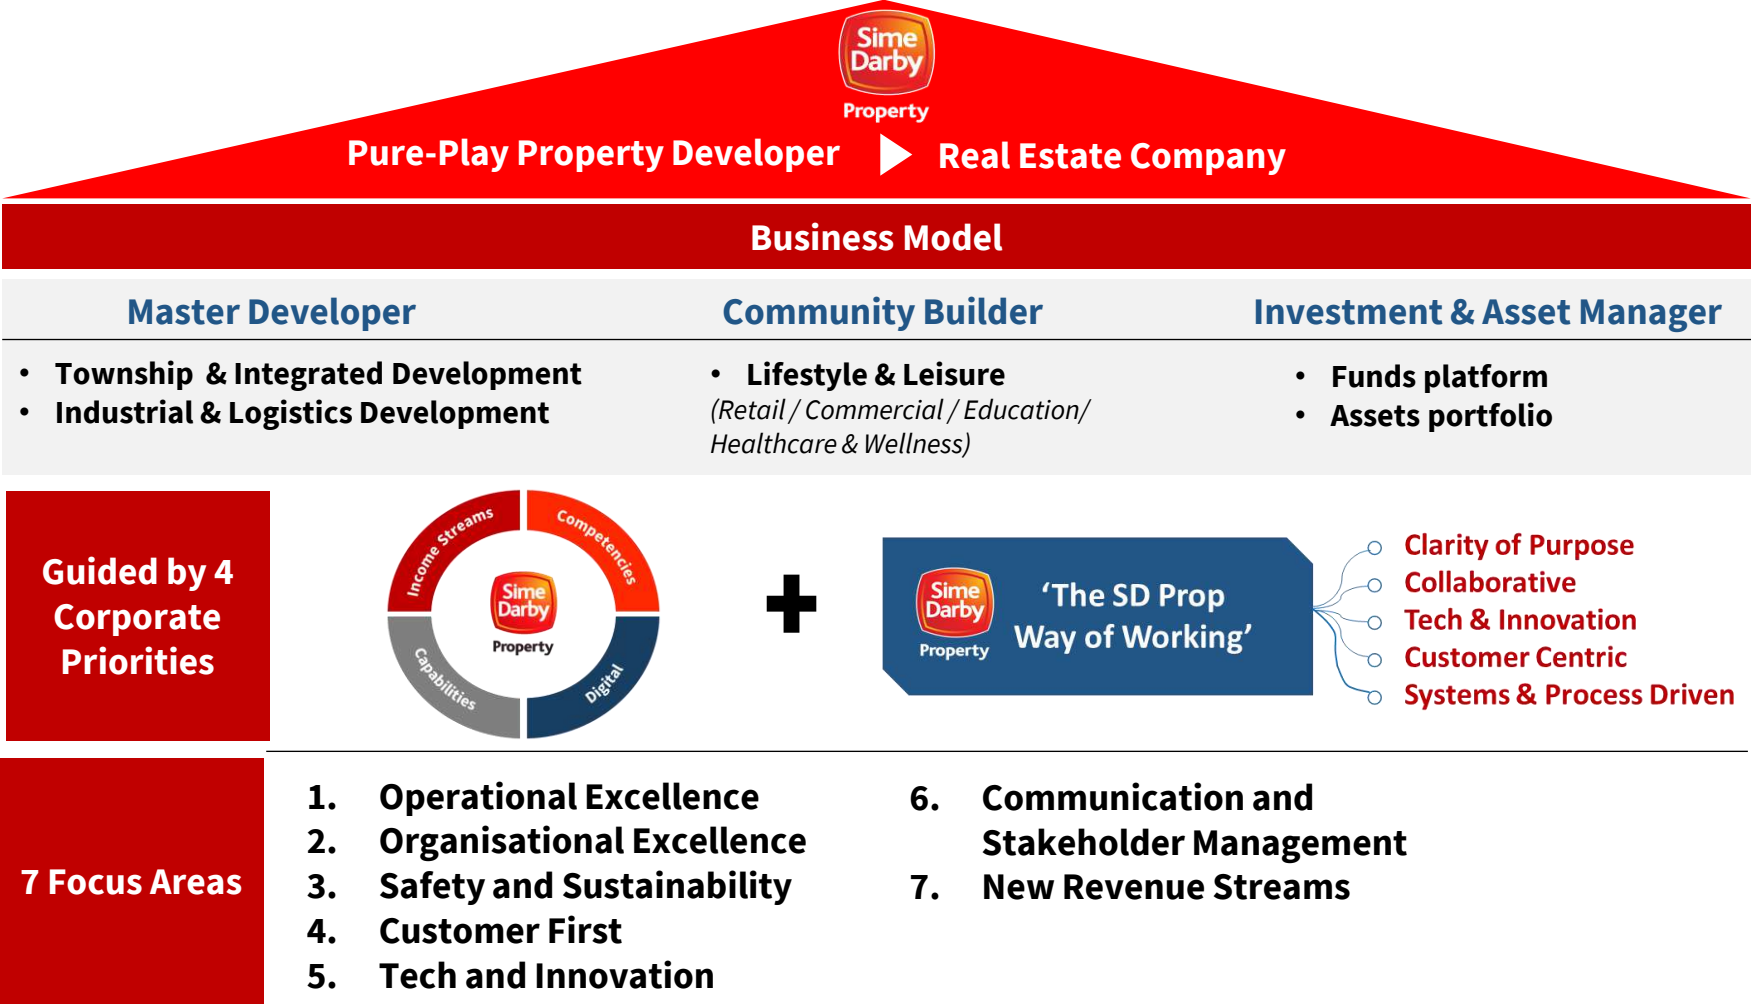 Sime
Darby
Property
Pure-Play Property Developer
Real Estate Company
Business Model
Master Developer
Community Builder
Investment & Asset Manager
• Township & Integrated Development
• Industrial & Logistics Development
• Lifestyle & Leisure
(Retail / Commercial / Education/
Healthcare & Wellness)
• Funds platform
• Assets portfolio
Guided by 4
Corporate
Priorities
Income Streams
Competencies
Capabilities
Digital
Sime
Darby
Property
+
Sime
Darby
Property
‘The SD Prop
Way of Working’
Clarity of Purpose
Collaborative
Tech & Innovation
Customer Centric
Systems & Process Driven
7 Focus Areas
1. Operational Excellence
2. Organisational Excellence
3. Safety and Sustainability
4. Customer First
5. Tech and Innovation
6. Communication and
Stakeholder Management
7. New Revenue Streams